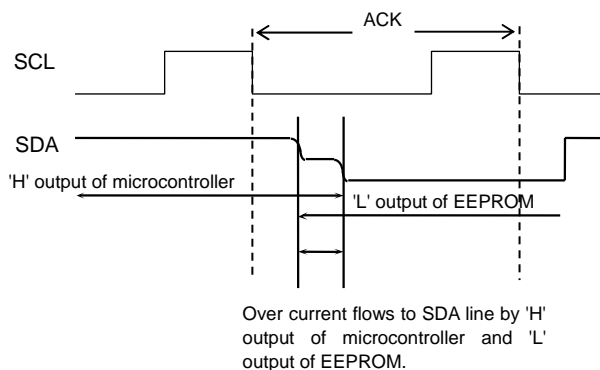 ACK
SCL
SDA
'H' output of microcontroller
'L' output of EEPROM
Over current flows to SDA line by 'H'
output of microcontroller and 'L'
output of EEPROM.